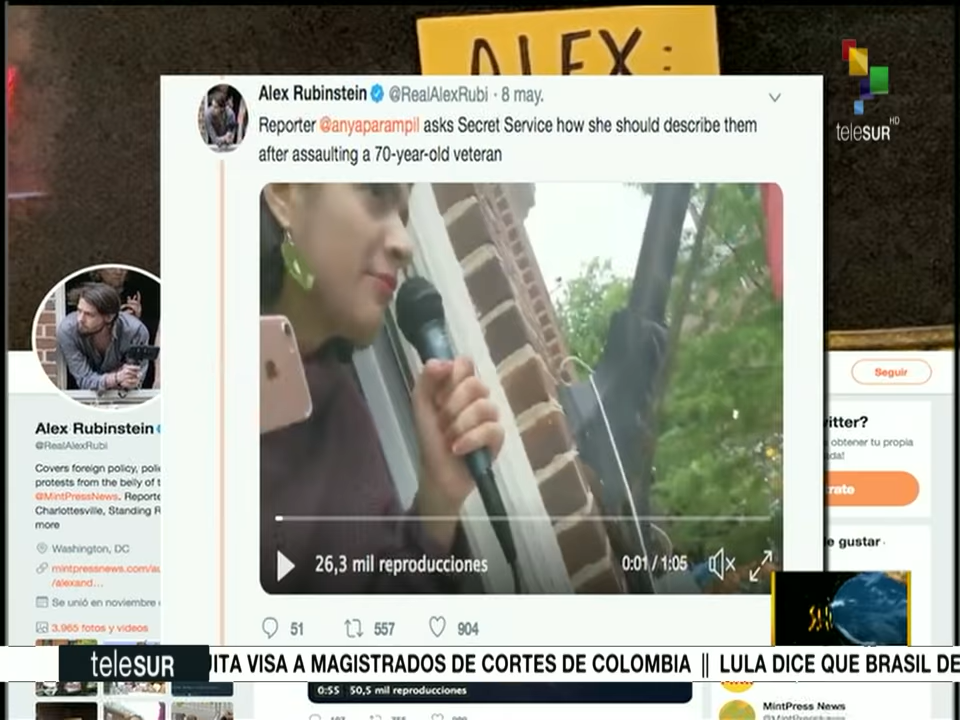 ALEX:
teleSUR HD
Alex Rubinstein @RealAlexRubi · 8 may.
Reporter @anyaparampil asks Secret Service how she should describe them
after assaulting a 70-year-old veteran
26,3 mil reproducciones
0:01 / 1:05
51 557 904
Alex Rubinstein
@RealAlexRubi
Covers foreign policy,
protests from the belly of
@MintPressNews. Reporte
Charlottesville, Standing R
more
Washington, DC
mintpressnews.com/au
/alexand...
Se unió en noviembre
3.965 fotos y videos
Seguir
vitter?
obtener tu propia
rate
le gustar
teleSUR
UITA VISA A MAGISTRADOS DE CORTES DE COLOMBIA || LULA DICE QUE BRASIL DE
0:55 50,5 mil reproducciones
MintPress News